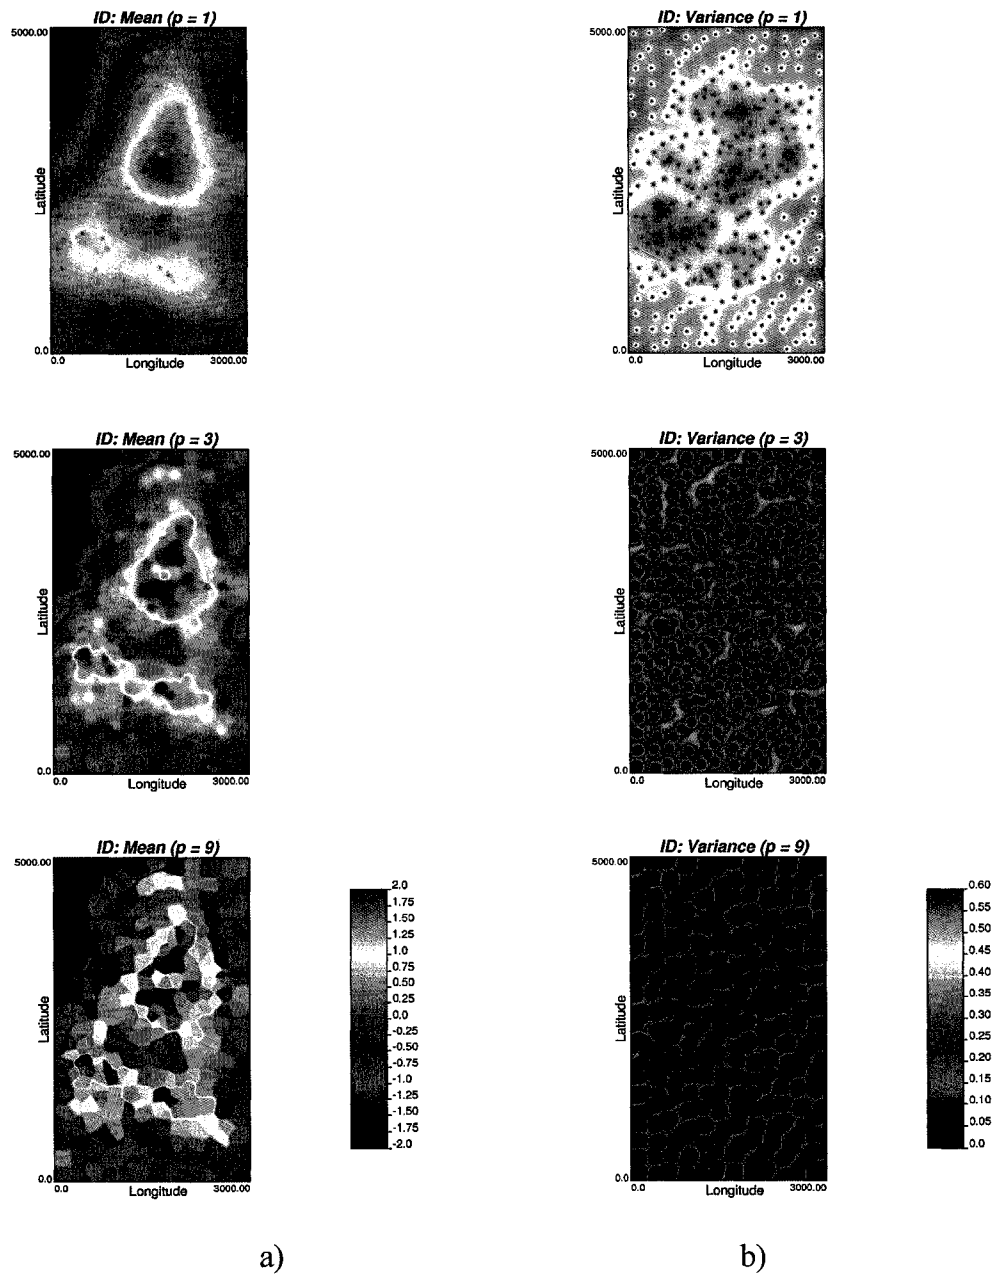 ID: Mean (p = 1)
5000.00
Latitude
0.0
0.0
Longitude
3000.00
ID: Variance (p = 1)
5000.00
Latitude
0.0
0.0
Longitude
3000.00
ID: Mean (p = 3)
5000.00
Latitude
0.0
0.0
Longitude
3000.00
ID: Variance (p = 3)
5000.00
Latitude
0.0
0.0
Longitude
3000.00
ID: Mean (p = 9)
5000.00
Latitude
0.0
0.0
Longitude
3000.00
2.0
1.75
1.50
1.25
1.0
0.75
0.50
0.25
0.0
-0.25
-0.50
-0.75
-1.0
-1.25
-1.50
-1.75
-2.0
ID: Variance (p = 9)
5000.00
Latitude
0.0
0.0
Longitude
3000.00
0.60
0.55
0.50
0.45
0.40
0.35
0.30
0.25
0.20
0.15
0.10
0.05
0.0
a)
b)